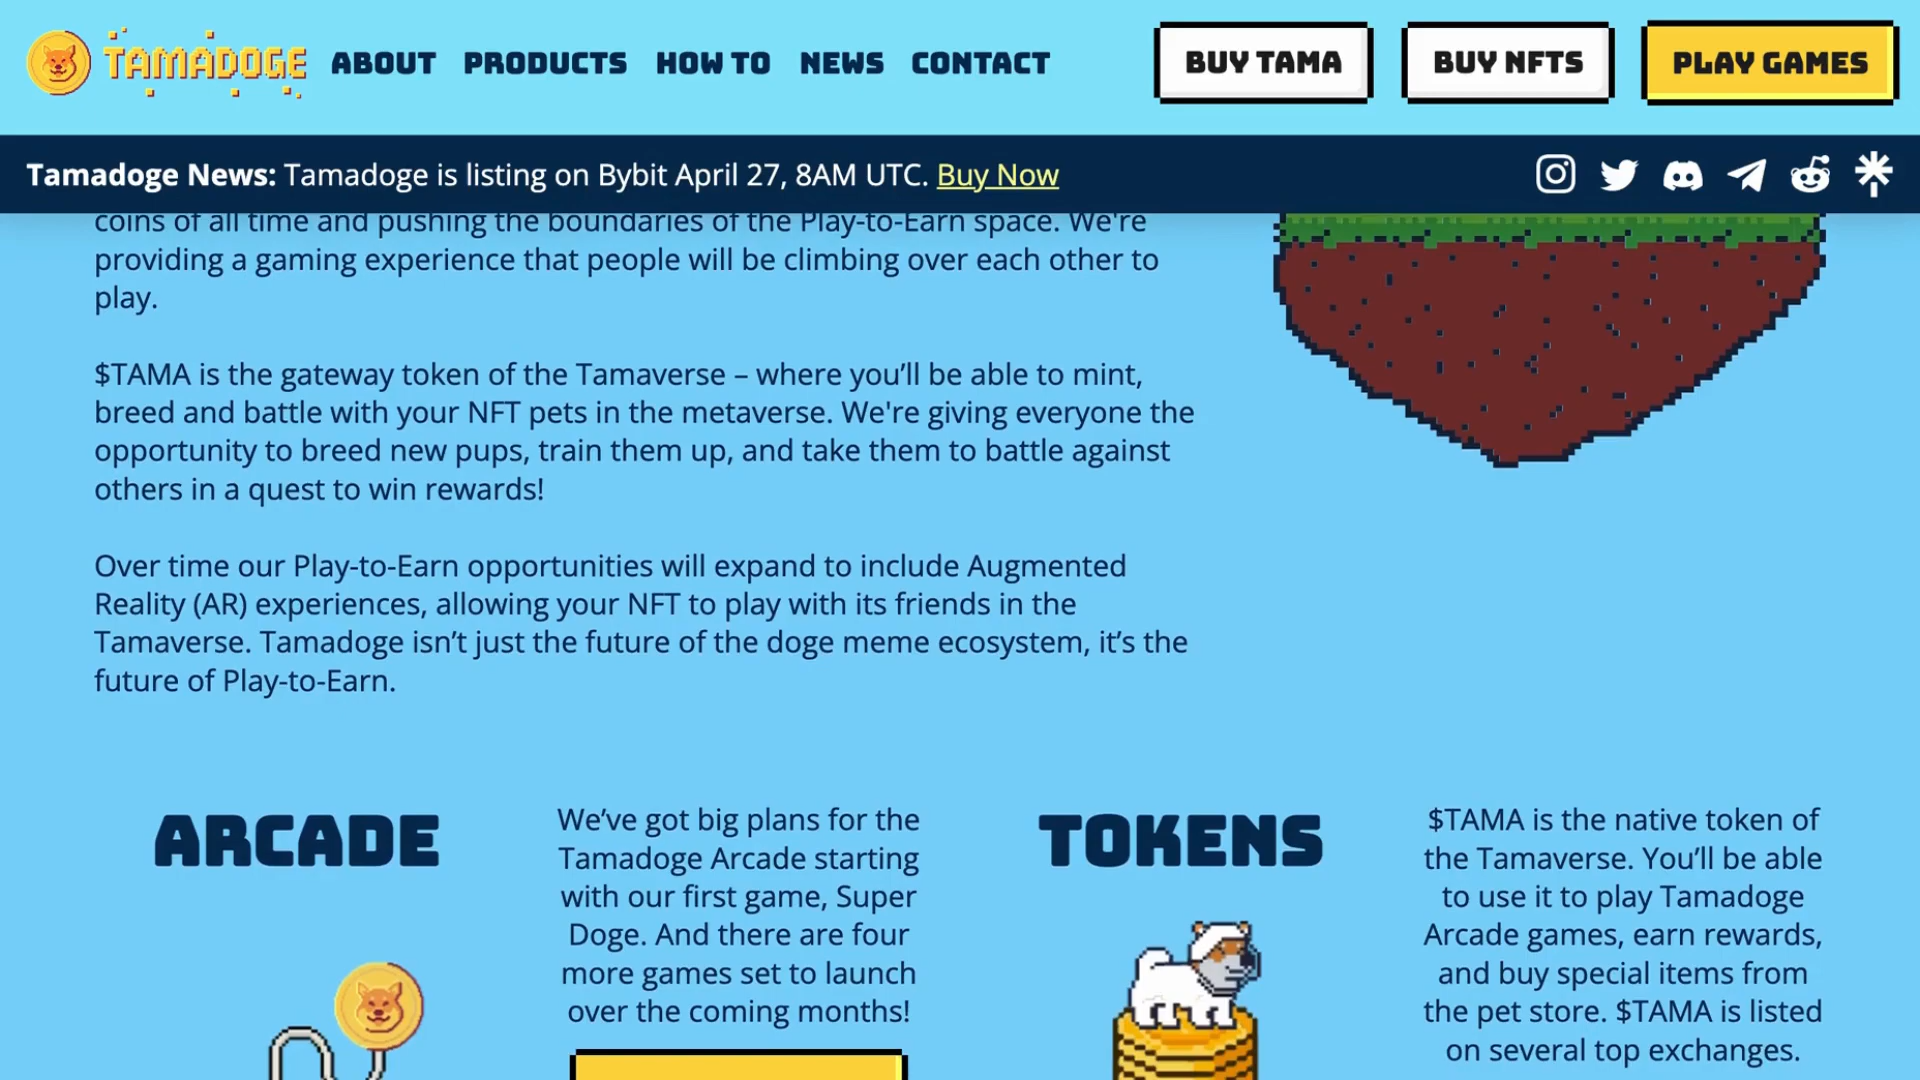 TAMADOGE ABOUT PRODUCTS HOW TO NEWS CONTACT BUY TAMA BUY NFTS PLAY GAMES
Tamadoge News: Tamadoge is listing on Bybit April 27, 8AM UTC. Buy Now
coins of all time and pushing the boundaries of the Play-to-Earn space. We're
providing a gaming experience that people will be climbing over each other to
play.
$TAMA is the gateway token of the Tamaverse – where you’ll be able to mint,
breed and battle with your NFT pets in the metaverse. We're giving everyone the
opportunity to breed new pups, train them up, and take them to battle against
others in a quest to win rewards!
Over time our Play-to-Earn opportunities will expand to include Augmented
Reality (AR) experiences, allowing your NFT to play with its friends in the
Tamaverse. Tamadoge isn’t just the future of the doge meme ecosystem, it’s the
future of Play-to-Earn.
ARCADE
We’ve got big plans for the
Tamadoge Arcade starting
with our first game, Super
Doge. And there are four
more games set to launch
over the coming months!
TOKENS
$TAMA is the native token of
the Tamaverse. You’ll be able
to use it to play Tamadoge
Arcade games, earn rewards,
and buy special items from
the pet store. $TAMA is listed
on several top exchanges.